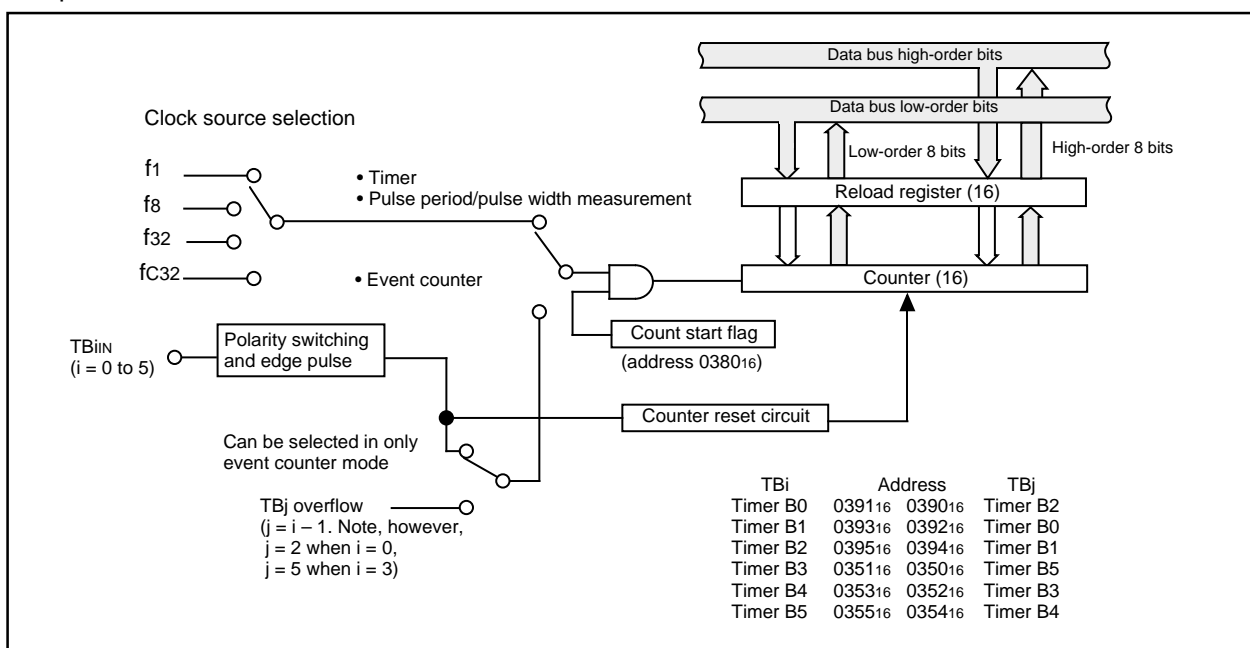 Data bus high-order bits
Data bus low-order bits
Clock source selection
Low-order 8 bits
High-order 8 bits
f1
• Timer
• Pulse period/pulse width measurement
Reload register (16)
f8
f32
fC32
• Event counter
Counter (16)
TBiIN
(i = 0 to 5)
Polarity switching
and edge pulse
Count start flag
(address 038016)
Counter reset circuit
Can be selected in only
event counter mode
TBj overflow
(j = i – 1. Note, however,
j = 2 when i = 0,
j = 5 when i = 3)
TBi Address TBj
Timer B0 039116 039016 Timer B2
Timer B1 039316 039216 Timer B0
Timer B2 039516 039416 Timer B1
Timer B3 035116 035016 Timer B5
Timer B4 035316 035216 Timer B3
Timer B5 035516 035416 Timer B4